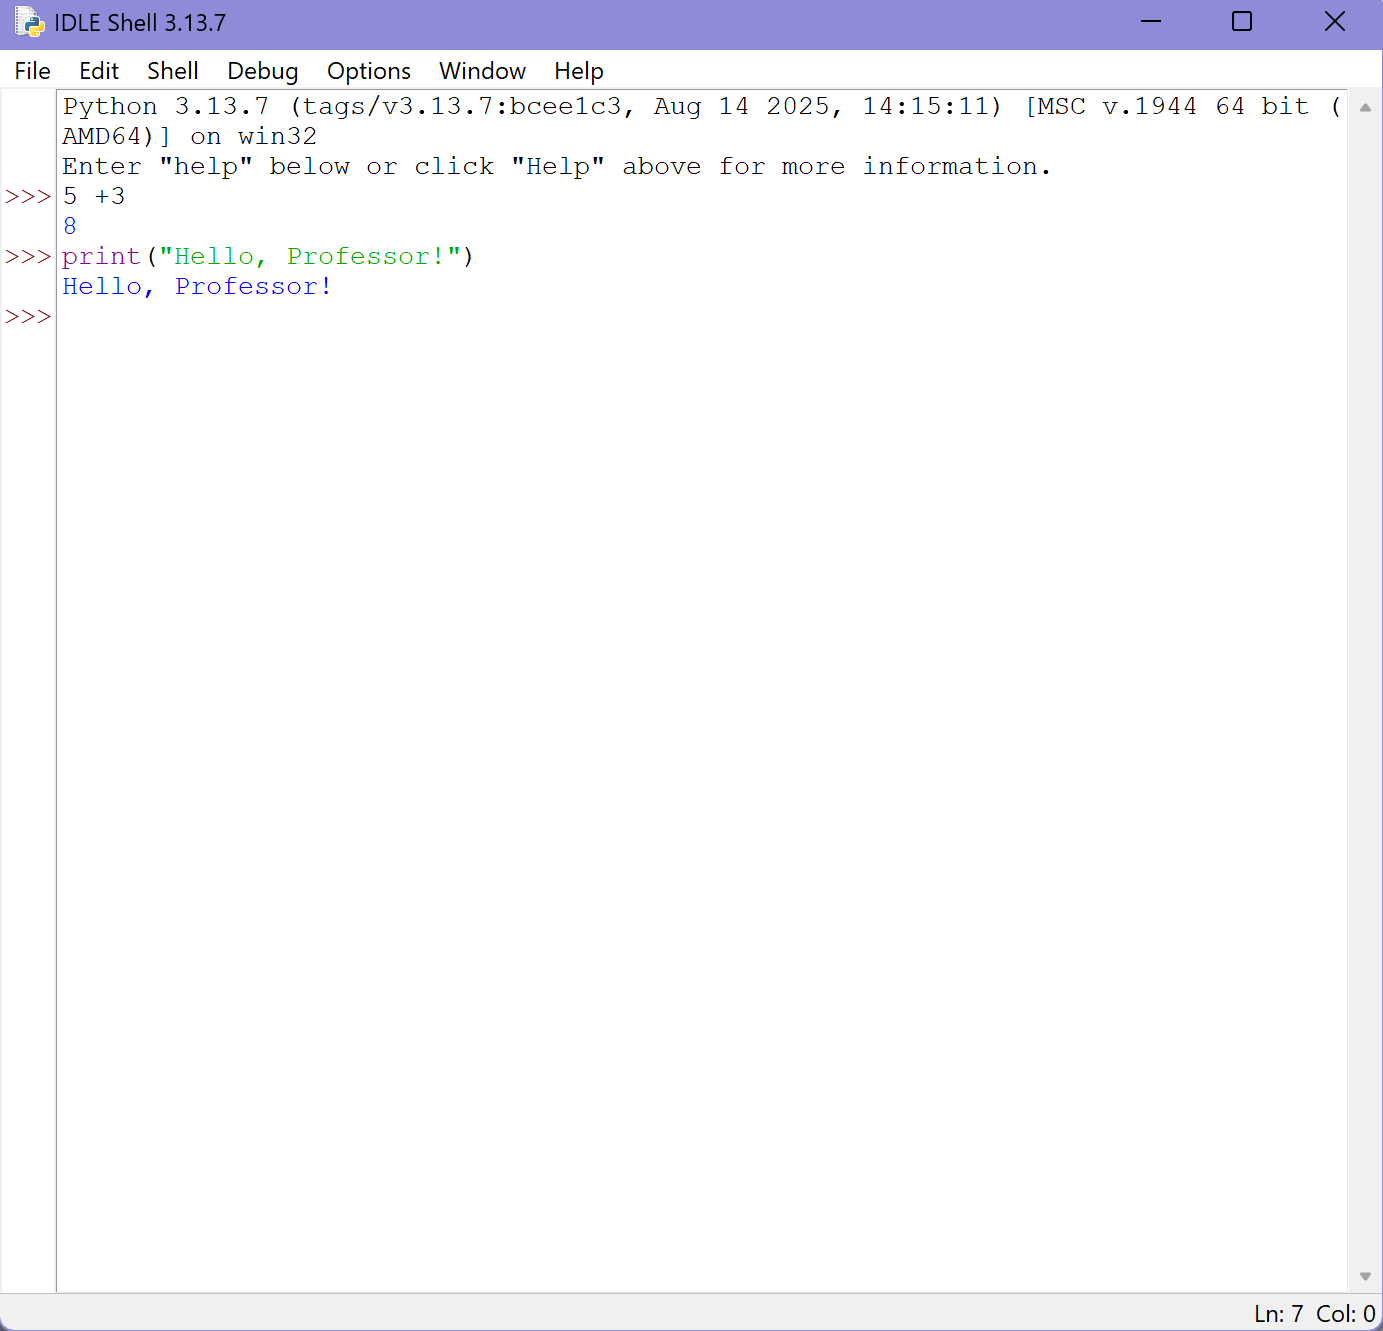 IDLE Shell 3.13.7
File Edit Shell Debug Options Window Help
Python 3.13.7 (tags/v3.13.7:bcee1c3, Aug 14 2025, 14:15:11) [MSC v.1944 64 bit (
AMD64)] on win32
Enter "help" below or click "Help" above for more information.
>>> 5 +3
8
>>> print("Hello, Professor!")
Hello, Professor!
>>>
Ln: 7 Col: 0